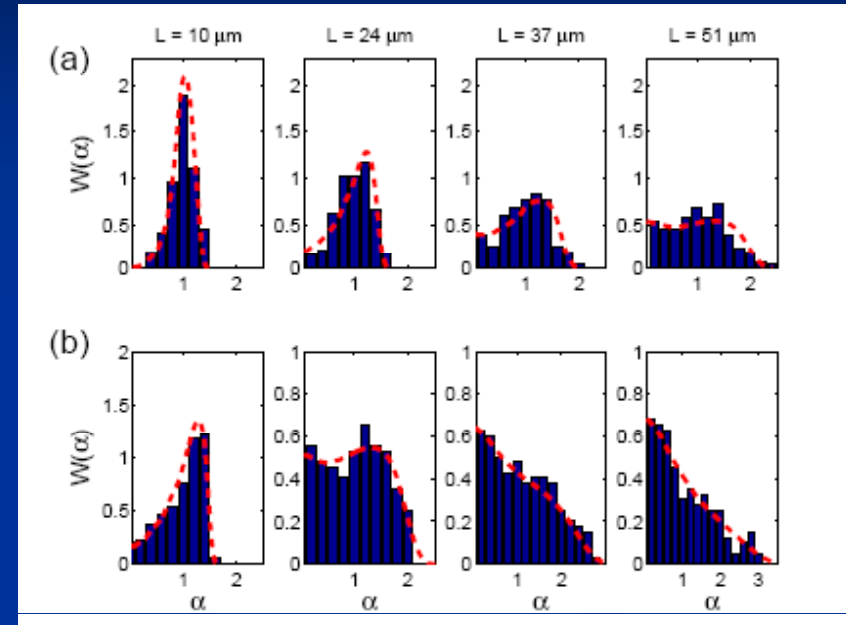 L = 10 μm L = 24 μm L = 37 μm L = 51 μm
(a)
W(α)
2 2 2 2
1.5 1.5 1.5 1.5
1 1 1 1
0.5 0.5 0.5 0.5
0 0 0 0
1 2 1 2 1 2 1 2
(b)
W(α)
2 1 1 1
1.5 0.8 0.8 0.8
1 0.6 0.6 0.6
0.5 0.4 0.4 0.4
0.2 0.2 0.2
0 0 0 0
1 2 1 2 1 2 1 2 3
α α α α